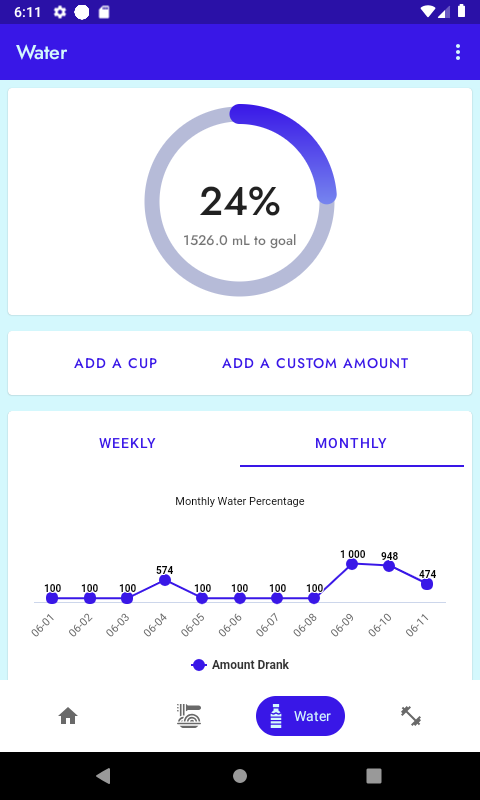 6:11
Water
24%
1526.0 mL to goal
ADD A CUP ADD A CUSTOM AMOUNT
WEEKLY MONTHLY
Monthly Water Percentage
100 100 100 574 100 100 100 100 1 000 948 474
06-01 06-02 06-03 06-04 06-05 06-06 06-07 06-08 06-09 06-10 06-11
Amount Drank
Water